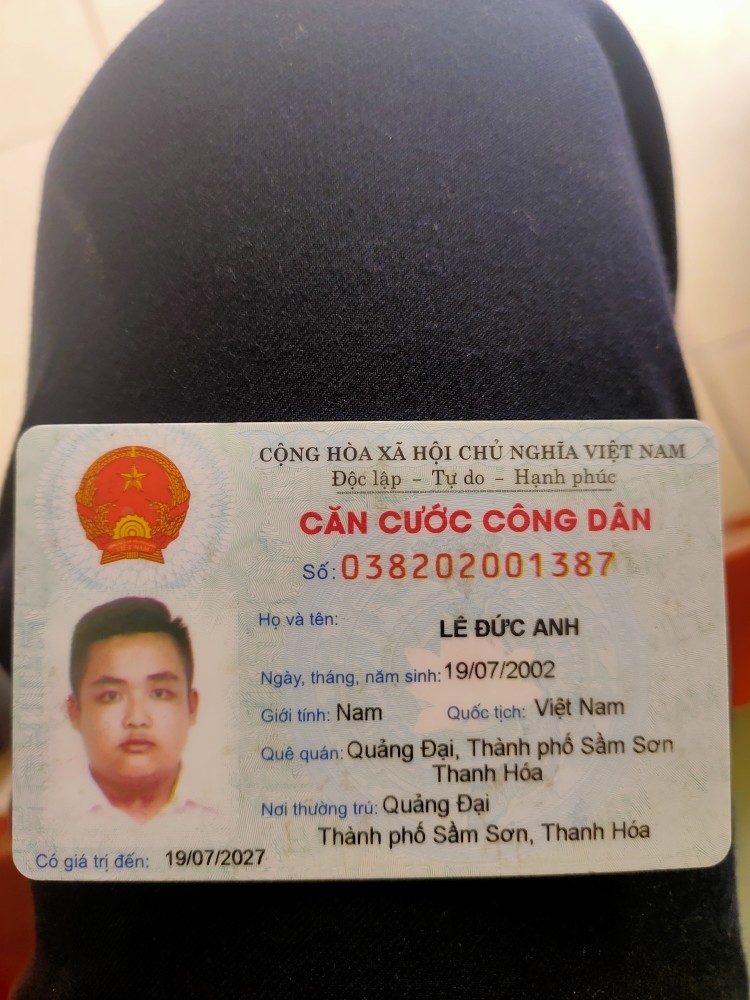 CỘNG HÒA XÃ HỘI CHỦ NGHĨA VIỆT NAM
Độc lập – Tự do – Hạnh phúc
CĂN CƯỚC CÔNG DÂN
Số: 038202001387
Họ và tên: LÊ ĐỨC ANH
Ngày, tháng, năm sinh: 19/07/2002
Giới tính: Nam Quốc tịch: Việt Nam
Quê quán: Quảng Đại, Thành phố Sầm Sơn
Thanh Hóa
Nơi thường trú: Quảng Đại
Thành phố Sầm Sơn, Thanh Hóa
Có giá trị đến: 19/07/2027